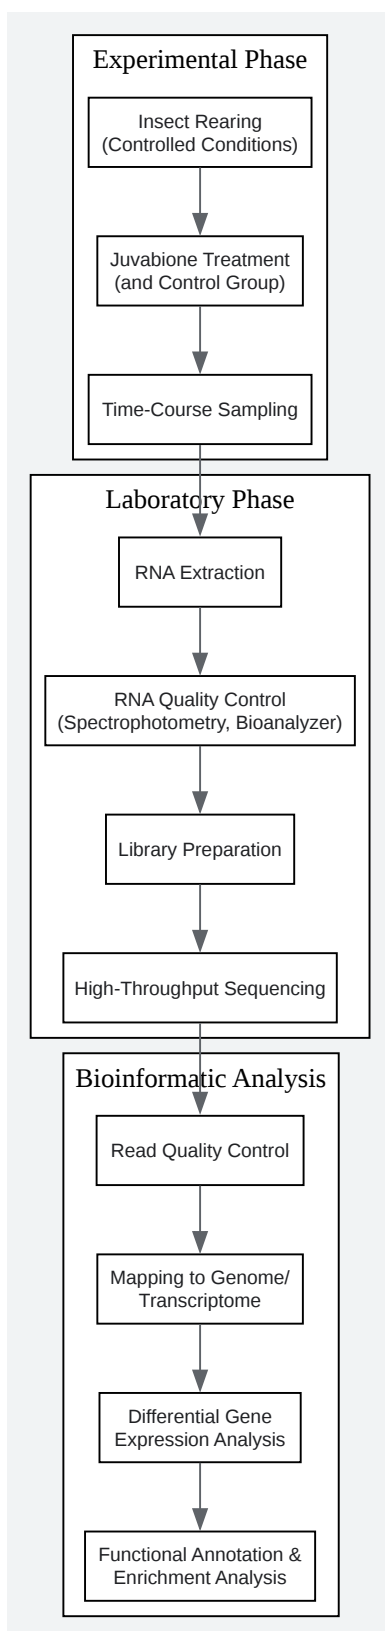 Experimental Phase
Insect Rearing
(Controlled Conditions)
Juvabione Treatment
(and Control Group)
Time-Course Sampling
Laboratory Phase
RNA Extraction
RNA Quality Control
(Spectrophotometry, Bioanalyzer)
Library Preparation
High-Throughput Sequencing
Bioinformatic Analysis
Read Quality Control
Mapping to Genome/
Transcriptome
Differential Gene
Expression Analysis
Functional Annotation &
Enrichment Analysis